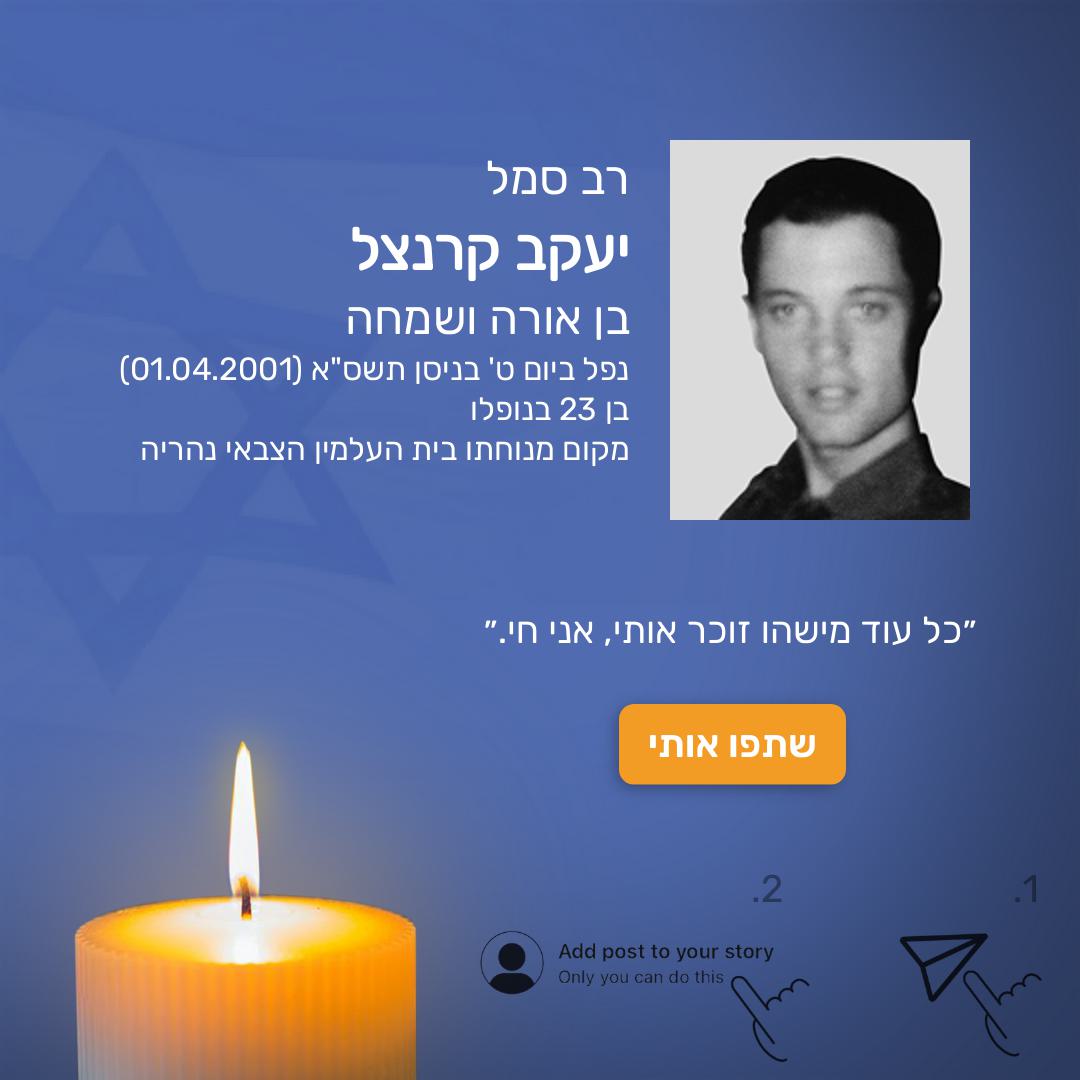 רב סמל
יעקב קרנצל
בן אורה ושמחה
נפל ביום ט' בניסן תשס"א (01.04.2001)
בן 23 בנופלו
מקום מנוחתו בית העלמין הצבאי נהריה
״כל עוד מישהו זוכר אותי, אני חי.״
שתפו אותי
1.
2.
Add post to your story
Only you can do this